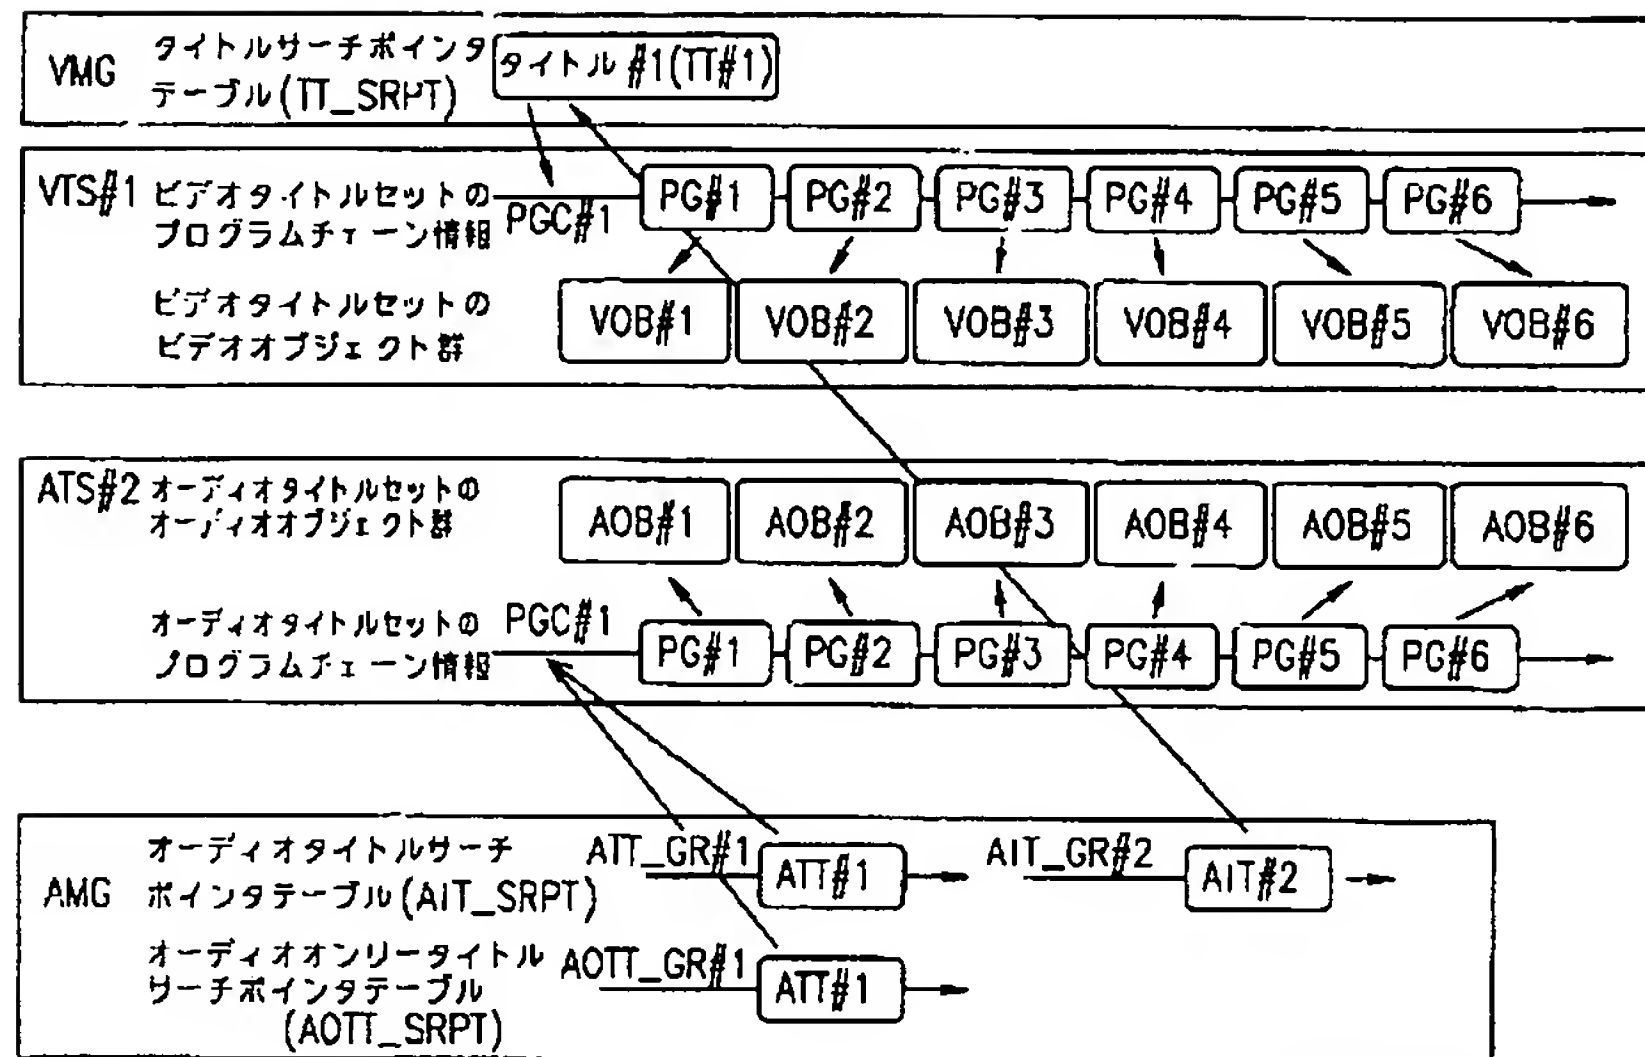 VMG
タイトルサーチポインタ
テーブル(TT_SRPT)
タイトル #1(TT#1)
VTS#1
ビデオタイトルセットの
プログラムチェーン情報
PGC#1
PG#1 PG#2 PG#3 PG#4 PG#5 PG#6
ビデオタイトルセットの
ビデオオブジェクト群
VOB#1 VOB#2 VOB#3 VOB#4 VOB#5 VOB#6
ATS#2
オーディオタイトルセットの
オーディオオブジェクト群
AOB#1 AOB#2 AOB#3 AOB#4 AOB#5 AOB#6
オーディオタイトルセットの
プログラムチェーン情報
PGC#1
PG#1 PG#2 PG#3 PG#4 PG#5 PG#6
AMG
オーディオタイトルサーチ
ポインタテーブル(AIT_SRPT)
ATT_GR#1 ATT#1 AIT_GR#2 AIT#2
オーディオオンリータイトル
サーチポインタテーブル
(AOTT_SRPT)
AOTT_GR#1 ATT#1